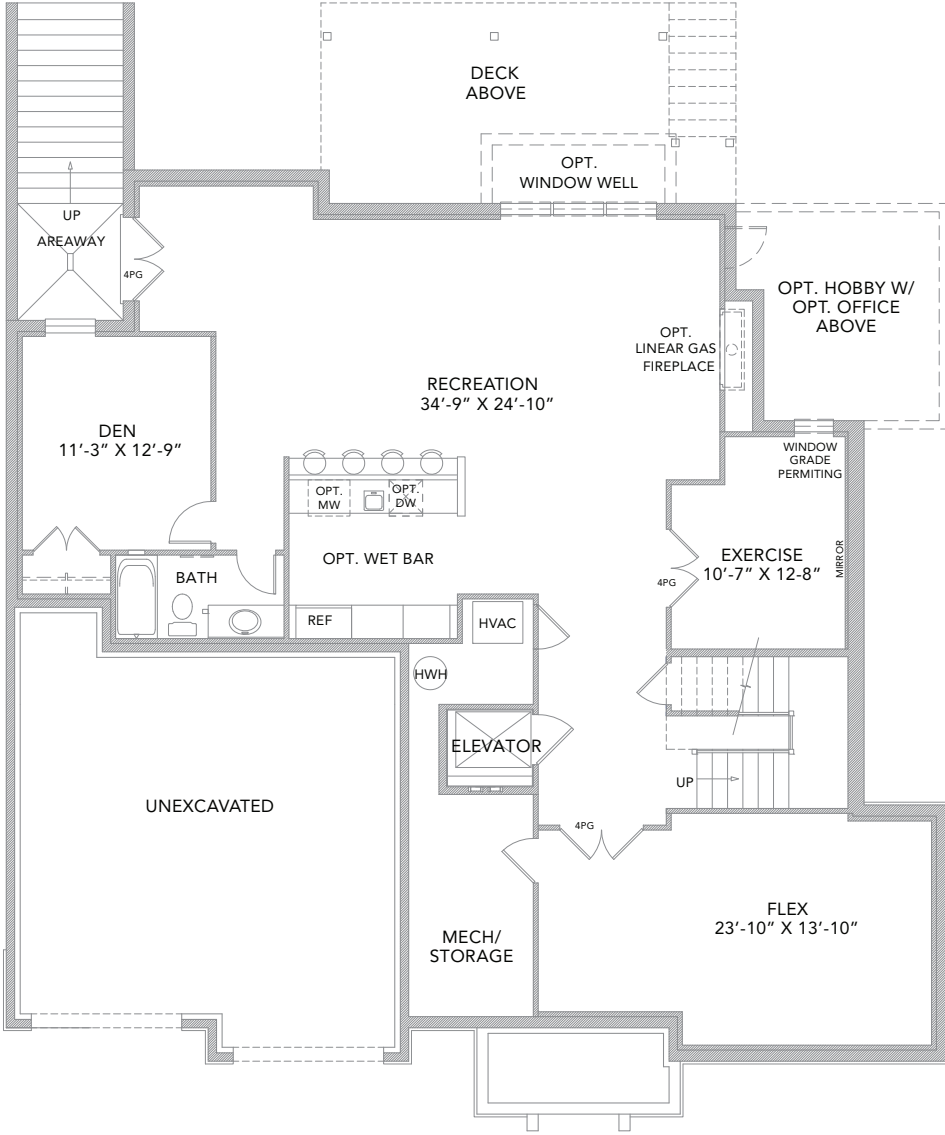 DECK
ABOVE
OPT.
WINDOW WELL
UP
AREAWAY
4PG
OPT. HOBBY W/
OPT. OFFICE
ABOVE
OPT.
LINEAR GAS
FIREPLACE
RECREATION
34'-9" X 24'-10"
DEN
11'-3" X 12'-9"
WINDOW
GRADE
PERMITING
OPT.
MW
OPT.
DW
OPT. WET BAR
EXERCISE
10'-7" X 12-8"
MIRROR
4PG
BATH
REF
HVAC
HWH
ELEVATOR
UP
UNEXCAVATED
4PG
FLEX
23'-10" X 13'-10"
MECH/
STORAGE